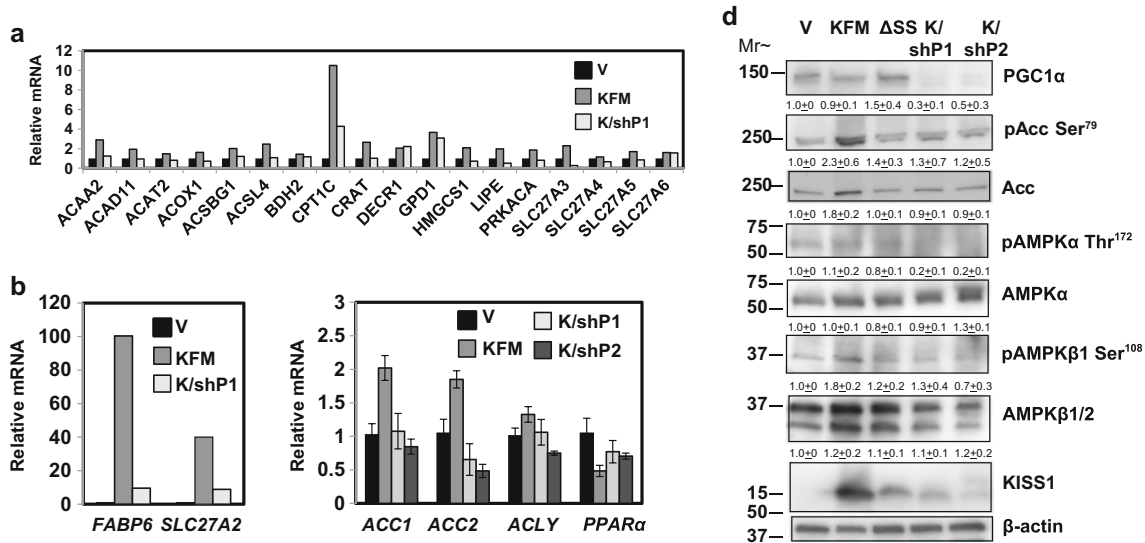 a
Relative mRNA
12
10
8
6
4
2
0
V
KFM
K/shP1
ACAA2
ACAD11
ACAT2
ACOX1
ACSBG1
ACSL4
BDH2
CPT1C
CRAT
DECR1
GPD1
HMGCS1
LIPE
PRKACA
SLC27A3
SLC27A4
SLC27A5
SLC27A6
b
Relative mRNA
120
100
80
60
40
20
0
V
KFM
K/shP1
FABP6 SLC27A2
Relative mRNA
3
2.5
2
1.5
1
0.5
0
V
KFM
K/shP1
K/shP2
ACC1 ACC2 ACLY PPARα
d
Mr~
V KFM ΔSS K/shP1 K/shP2
150 PGC1α
1.0±0 0.9±0.1 1.5±0.4 0.3±0.1 0.5±0.3
250 pAcc Ser⁷⁹
1.0±0 2.3±0.6 1.4±0.3 1.3±0.7 1.2±0.5
250 Acc
1.0±0 1.8±0.2 1.0±0.1 0.9±0.1 0.9±0.1
75
50 pAMPKα Thr¹⁷²
1.0±0 1.1±0.2 0.8±0.1 0.2±0.1 0.2±0.1
75
50 AMPKα
1.0±0 1.0±0.1 0.8±0.1 0.9±0.1 1.3±0.1
37 pAMPKβ1 Ser¹⁰⁸
1.0±0 1.8±0.2 1.2±0.2 1.3±0.4 0.7±0.3
37 AMPKβ1/2
1.0±0 1.2±0.2 1.1±0.1 1.1±0.1 1.2±0.2
15 KISS1
37 β-actin